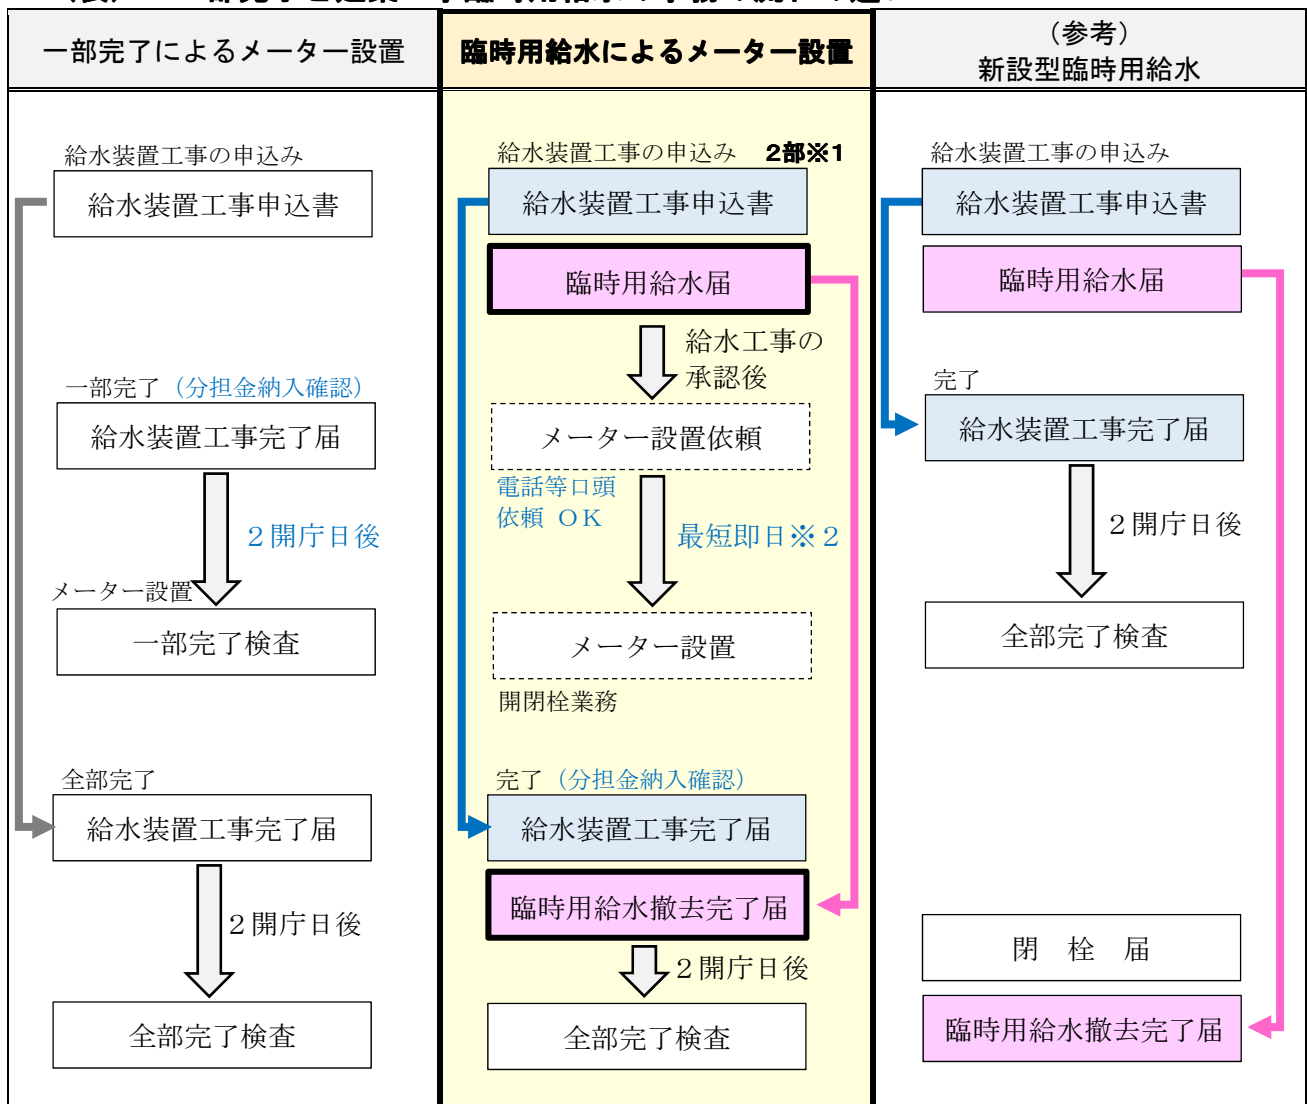 一部完了によるメーター設置
臨時用給水によるメーター設置
（参考）
新設型臨時用給水
給水装置工事の申込み
給水装置工事申込書
一部完了（分担金納入確認）
給水装置工事完了届
２開庁日後
メーター設置
一部完了検査
全部完了
給水装置工事完了届
２開庁日後
全部完了検査
給水装置工事の申込み　2部※1
給水装置工事申込書
臨時用給水届
給水工事の
承認後
メーター設置依頼
電話等口頭
依頼 ＯＫ
最短即日※２
メーター設置
開閉栓業務
完了（分担金納入確認）
給水装置工事完了届
臨時用給水撤去完了届
２開庁日後
全部完了検査
給水装置工事の申込み
給水装置工事申込書
臨時用給水届
完了
給水装置工事完了届
２開庁日後
全部完了検査
閉　栓　届
臨時用給水撤去完了届